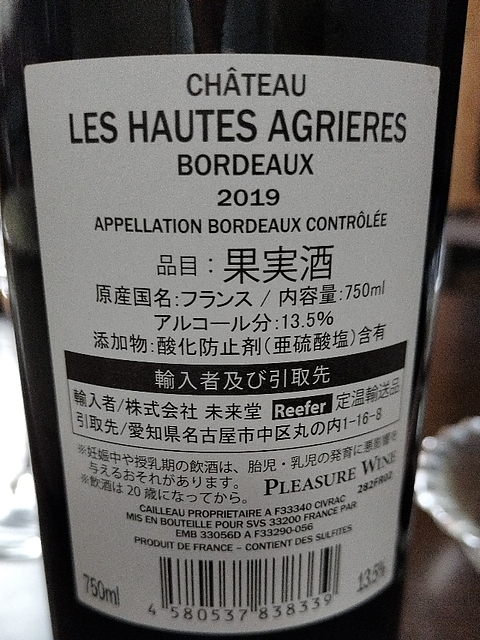 CHÂTEAU
LES HAUTES AGRIERES
BORDEAUX
2019
APPELLATION BORDEAUX CONTRÔLÉE
品目：果実酒
原産国名:フランス / 内容量:750ml
アルコール分:13.5%
添加物:酸化防止剤(亜硫酸塩)含有
輸入者及び引取先
輸入者/株式会社 未来堂 Reefer 定温輸送品
引取先/愛知県名古屋市中区丸の内1-16-8
※妊娠中や授乳期の飲酒は、胎児・乳児の発育に悪影響を
与えるおそれがあります。
※飲酒は20歳になってから。
PLEASURE WINE
282FR02
CAILLEAU PROPRIETAIRE A F33340 CIVRAC
MIS EN BOUTEILLE POUR SVS 33200 FRANCE PAR
EMB 33056D A F33290-056
PRODUIT DE FRANCE – CONTIENT DES SULFITES
750ml
13.5%
4 580537 838339